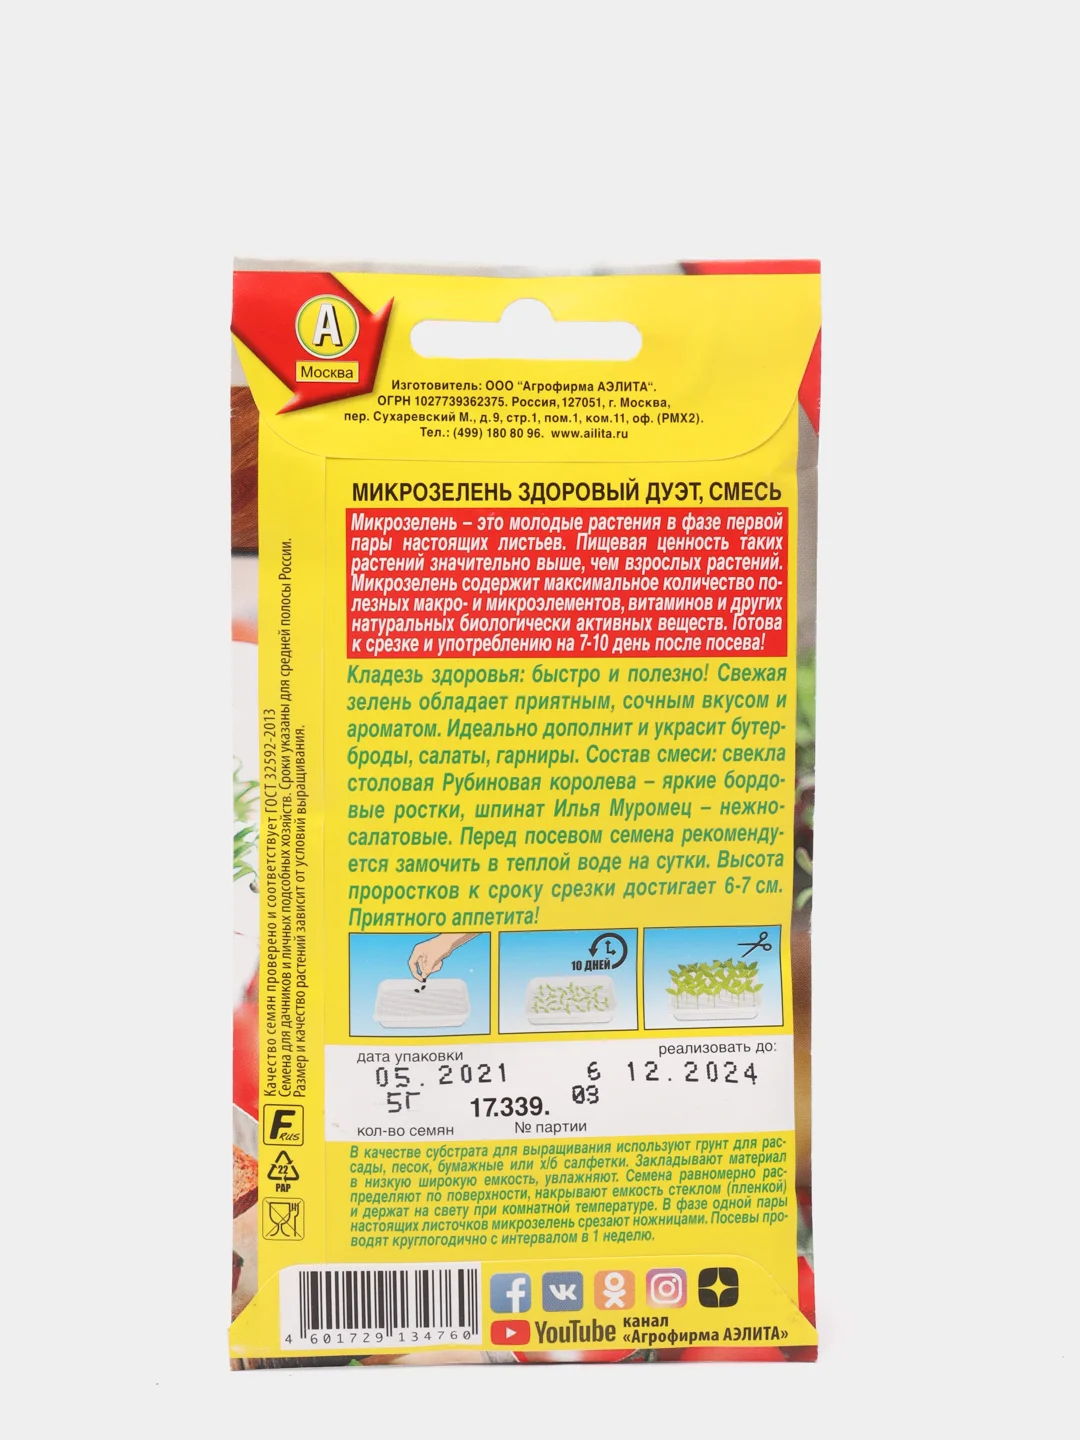 А
Москва
Изготовитель: ООО "Агрофирма АЭЛИТА".
ОГРН 1027739362375. Россия, 127051, г. Москва,
пер. Сухаревский М., д.9, стр.1, пом.1, ком.11, оф. (РМХ2).
Тел.: (499) 180 80 96. www.ailita.ru
МИКРОЗЕЛЕНЬ ЗДОРОВЫЙ ДУЭТ, СМЕСЬ
Микрозелень – это молодые растения в фазе первой
пары настоящих листьев. Пищевая ценность таких
растений значительно выше, чем взрослых растений.
Микрозелень содержит максимальное количество по-
лезных макро- и микроэлементов, витаминов и других
натуральных биологически активных веществ. Готова
к срезке и употреблению на 7-10 день после посева!
Кладезь здоровья: быстро и полезно! Свежая
зелень обладает приятным, сочным вкусом и
ароматом. Идеально дополнит и украсит бутер-
броды, салаты, гарниры. Состав смеси: свекла
столовая Рубиновая королева – яркие бордо-
вые ростки, шпинат Илья Муромец – нежно-
салатовые. Перед посевом семена рекоменду-
ется замочить в теплой воде на сутки. Высота
проростков к сроку срезки достигает 6-7 см.
Приятного аппетита!
10 ДНЕЙ
дата упаковки
реализовать до:
05.2021
6
12.2024
5Г
17.339.
03
кол-во семян
№ партии
В качестве субстрата для выращивания используют грунт для рас-
сады, песок, бумажные или х/б салфетки. Закладывают материал
в низкую широкую емкость, увлажняют. Семена равномерно рас-
пределяют по поверхности, накрывают емкость стеклом (пленкой)
и держат на свету при комнатной температуре. В фазе одной пары
настоящих листочков микрозелень срезают ножницами. Посевы про-
водят круглогодично с интервалом в 1 неделю.
Качество семян проверено и соответствует ГОСТ 32592-2013
Семена для дачников и личных подсобных хозяйств. Сроки указаны для средней полосы России.
Размер и качество растений зависит от условий выращивания.
F RUS
22
PAP
4 601729 134760
YouTube
канал
«Агрофирма АЭЛИТА»